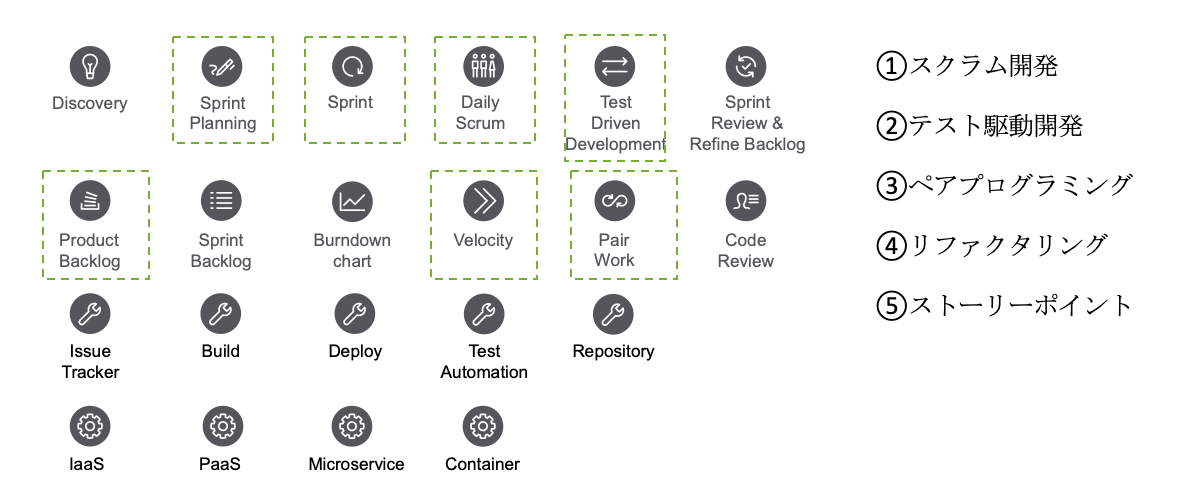 Discovery
Sprint
Planning
Sprint
Daily
Scrum
Test
Driven
Development
Sprint
Review &
Refine Backlog
Product
Backlog
Sprint
Backlog
Burndown
chart
Velocity
Pair
Work
Code
Review
Issue
Tracker
Build
Deploy
Test
Automation
Repository
IaaS
PaaS
Microservice
Container
①スクラム開発
②テスト駆動開発
③ペアプログラミング
④リファクタリング
⑤ストーリーポイント